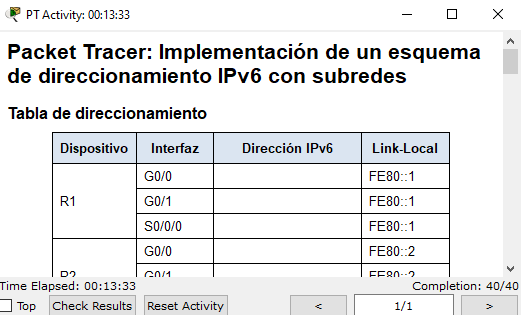 PT Activity: 00:13:33
Packet Tracer: Implementación de un esquema
de direccionamiento IPv6 con subredes
Tabla de direccionamiento
Dispositivo Interfaz Dirección IPv6 Link-Local
R1 G0/0 FE80::1
G0/1 FE80::1
S0/0/0 FE80::1
R2 G0/0 FE80::2
G0/1 FE80::2
Time Elapsed: 00:13:33 Completion: 40/40
Top Check Results Reset Activity < 1/1 >